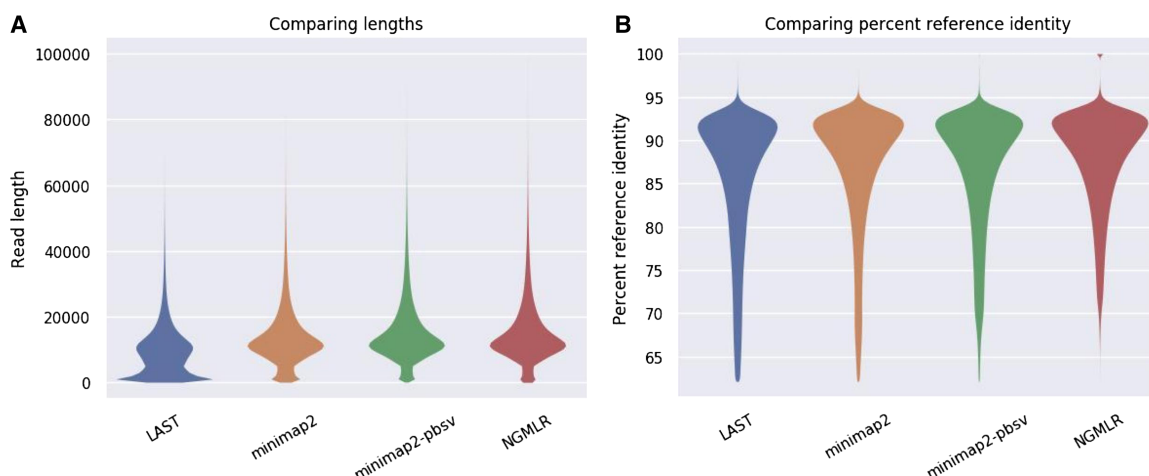 A
Comparing lengths
Read length
100000
80000
60000
40000
20000
0
LAST
minimap2
minimap2-pbsv
NGMLR
B
Comparing percent reference identity
Percent reference identity
100
95
90
85
80
75
70
65
LAST
minimap2
minimap2-pbsv
NGMLR